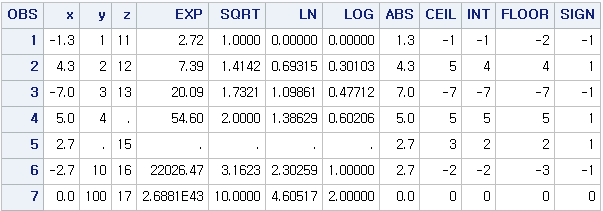 OBS x y z EXP SQRT LN LOG ABS CEIL INT FLOOR SIGN
1 -1.3 1 11 2.72 1.0000 0.00000 0.00000 1.3 -1 -1 -2 -1
2 4.3 2 12 7.39 1.4142 0.69315 0.30103 4.3 5 4 4 1
3 -7.0 3 13 20.09 1.7321 1.09861 0.47712 7.0 -7 -7 -7 -1
4 5.0 4 . 54.60 2.0000 1.38629 0.60206 5.0 5 5 5 1
5 2.7 . 15 . . . . 2.7 3 2 2 1
6 -2.7 10 16 22026.47 3.1623 2.30259 1.00000 2.7 -2 -2 -3 -1
7 0.0 100 17 2.6881E43 10.0000 4.60517 2.00000 0.0 0 0 0 0